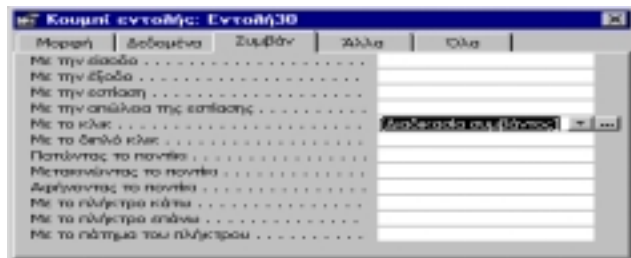 Κουμπί εντολής: Εντολή30
Μορφή Δεδομένα Συμβάν Άλλα Όλα
Με την είσοδο . . . . . . . . . . . . . . . . . . . .
Με την έξοδο . . . . . . . . . . . . . . . . . . . .
Με την εστίαση . . . . . . . . . . . . . . . . . . .
Με την απώλεια της εστίασης . . . . . . . . . .
Με το κλικ . . . . . . . . . . . . . . . . . . . . . . [Διαδικασία συμβάντος] ...
Με το διπλό κλικ . . . . . . . . . . . . . . . . . .
Πατώντας το ποντίκι . . . . . . . . . . . . . . .
Μετακινώντας το ποντίκι . . . . . . . . . . . . .
Αφήνοντας το ποντίκι . . . . . . . . . . . . . .
Με το πλήκτρο κάτω . . . . . . . . . . . . . . .
Με το πλήκτρο επάνω . . . . . . . . . . . . . .
Με το πάτημα του πλήκτρου . . . . . . . . . .